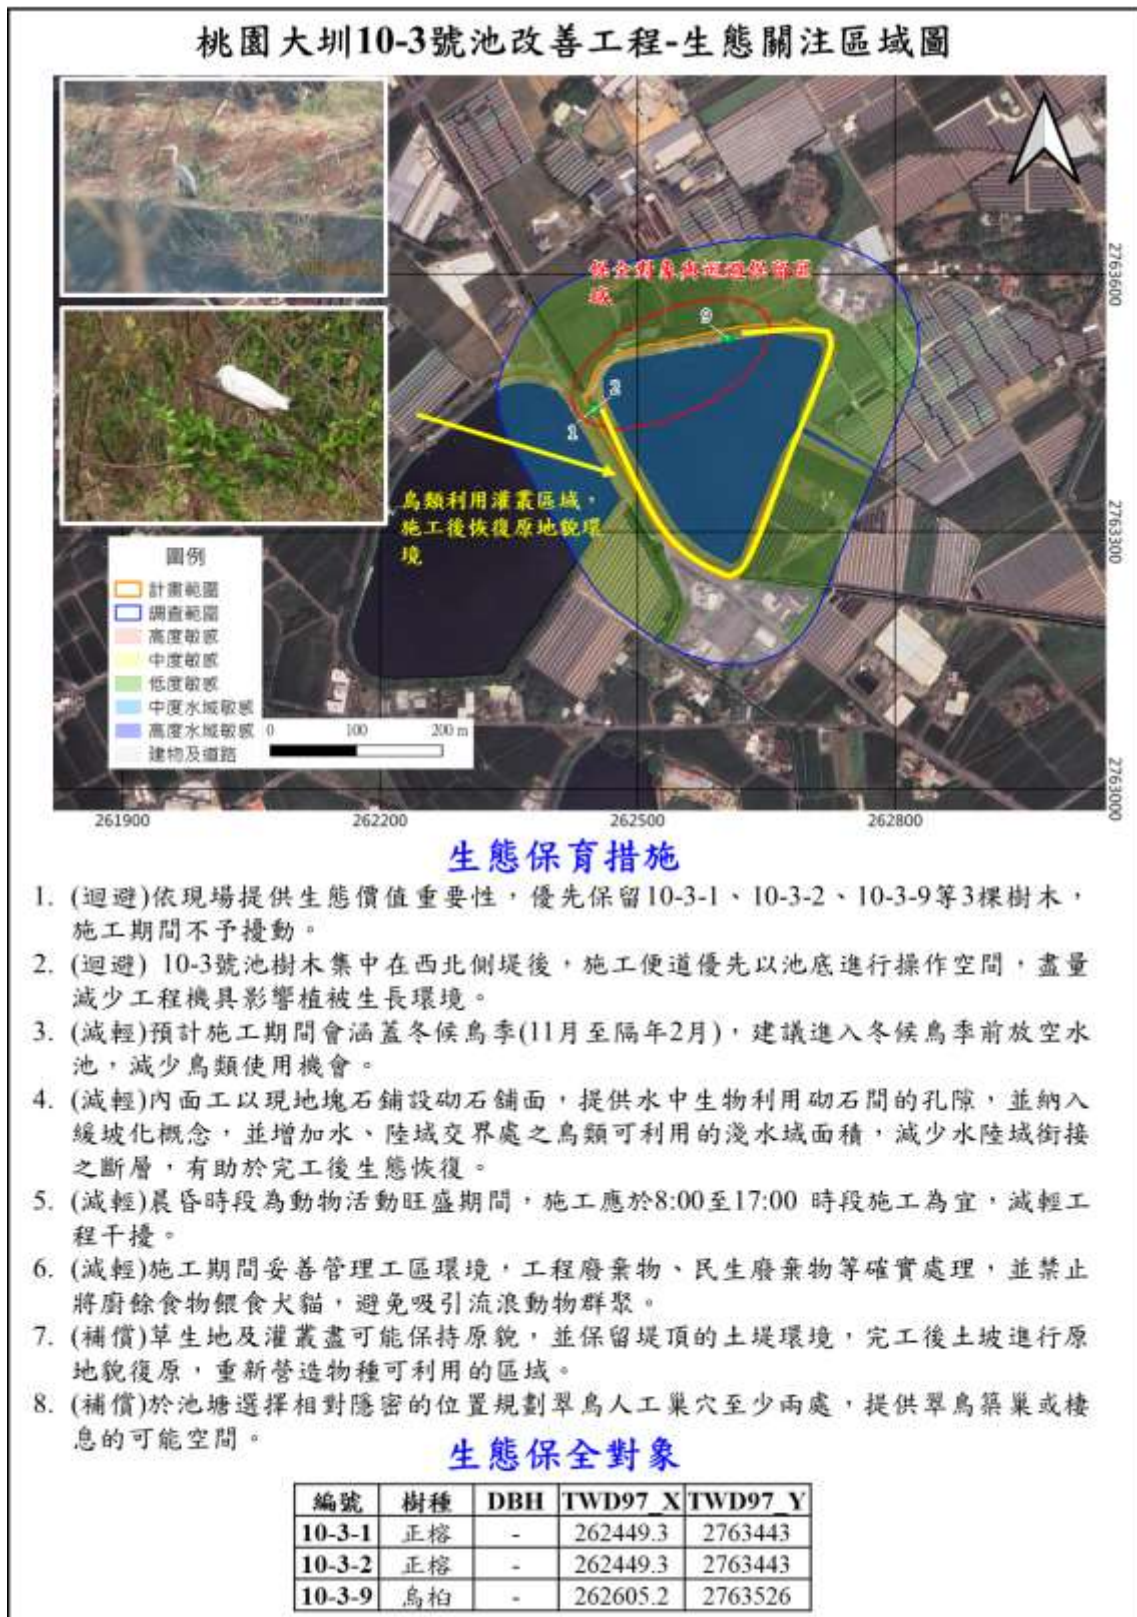 桃園大圳10-3號池改善工程-生態關注區域圖
保全對象與迴避保留區
域
9
2
1
鳥類利用灌叢區域，
施工後恢復原地貌環
境
2763600
2763300
2763000
圖例
計畫範圍
調查範圍
高度敏感
中度敏感
低度敏感
中度水域敏感
高度水域敏感
建物及道路
0 100 200 m
261900 262200 262500 262800
生態保育措施
1. (迴避)依現場提供生態價值重要性，優先保留10-3-1、10-3-2、10-3-9等3棵樹木，
施工期間不予擾動。
2. (迴避) 10-3號池樹木集中在西北側堤後，施工便道優先以池底進行操作空間，盡量
減少工程機具影響植被生長環境。
3. (減輕)預計施工期間會涵蓋冬候鳥季(11月至隔年2月)，建議進入冬候鳥季前放空水
池，減少鳥類使用機會。
4. (減輕)內面工以現地塊石鋪設砌石舖面，提供水中生物利用砌石間的孔隙，並納入
緩坡化概念，並增加水、陸域交界處之鳥類可利用的淺水域面積，減少水陸域銜接
之斷層，有助於完工後生態恢復。
5. (減輕)晨昏時段為動物活動旺盛期間，施工應於8:00至17:00 時段施工為宜，減輕工
程干擾。
6. (減輕)施工期間妥善管理工區環境，工程廢棄物、民生廢棄物等確實處理，並禁止
將廚餘食物餵食犬貓，避免吸引流浪動物群聚。
7. (補償)草生地及灌叢盡可能保持原貌，並保留堤頂的土堤環境，完工後土坡進行原
地貌復原，重新營造物種可利用的區域。
8. (補償)於池塘選擇相對隱密的位置規劃翠鳥人工巢穴至少兩處，提供翠鳥築巢或棲
息的可能空間。
生態保全對象
編號 樹種 DBH TWD97_X TWD97_Y
10-3-1 正榕 - 262449.3 2763443
10-3-2 正榕 - 262449.3 2763443
10-3-9 烏桕 - 262605.2 2763526